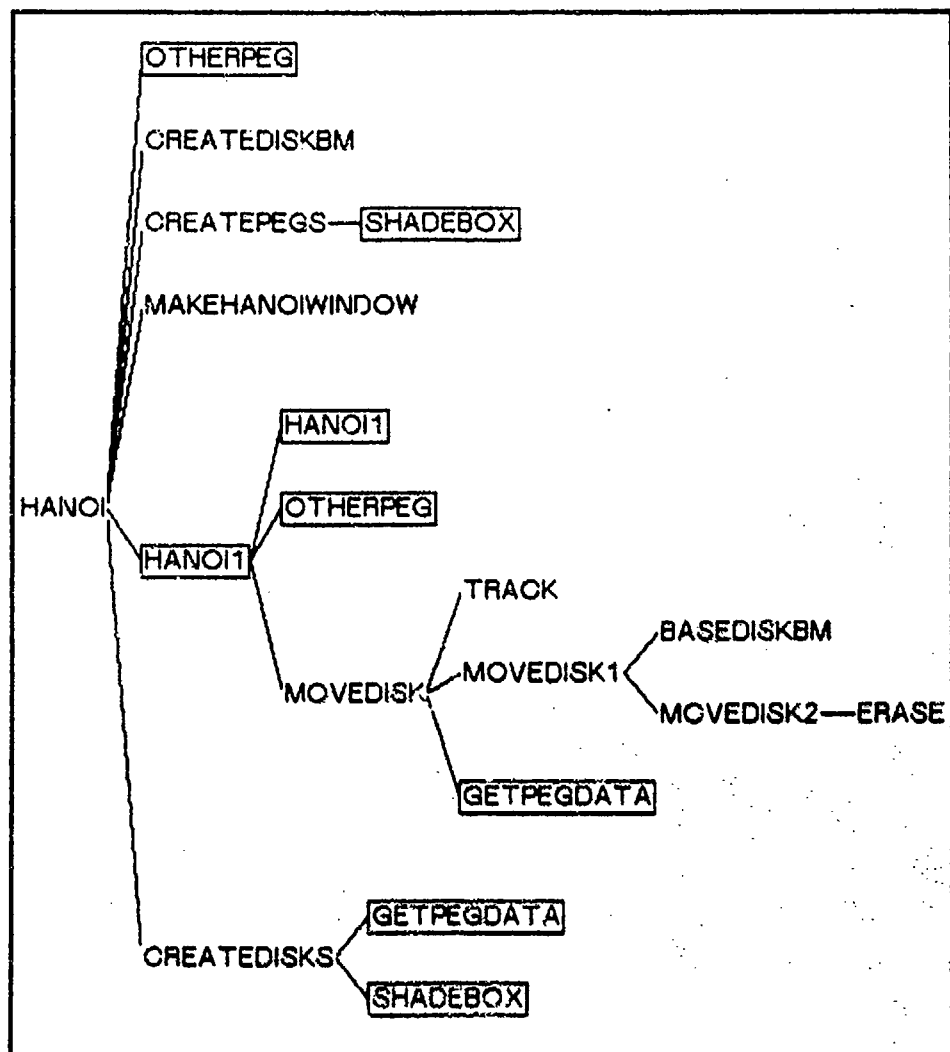 OTHERPEG
CREATEDISKBM
CREATEPEGS SHADEBOX
MAKEHANOIWINDOW
HANOI1
HANOI OTHERPEG
HANOI1
TRACK
BASEDISKBM
MOVEDISK1
MOVEDISK
MOVEDISK2 ERASE
GETPEGDATA
GETPEGDATA
CREATEDISKS
SHADEBOX